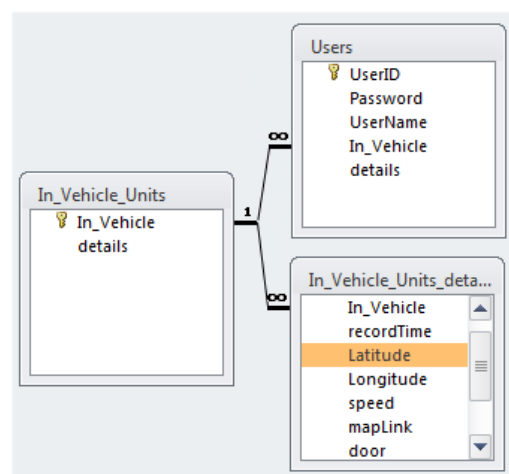 Users
UserID
Password
UserName
In_Vehicle
details
∞
In_Vehicle_Units
1
In_Vehicle
details
∞
In_Vehicle_Units_deta...
In_Vehicle
recordTime
Latitude
Longitude
speed
mapLink
door